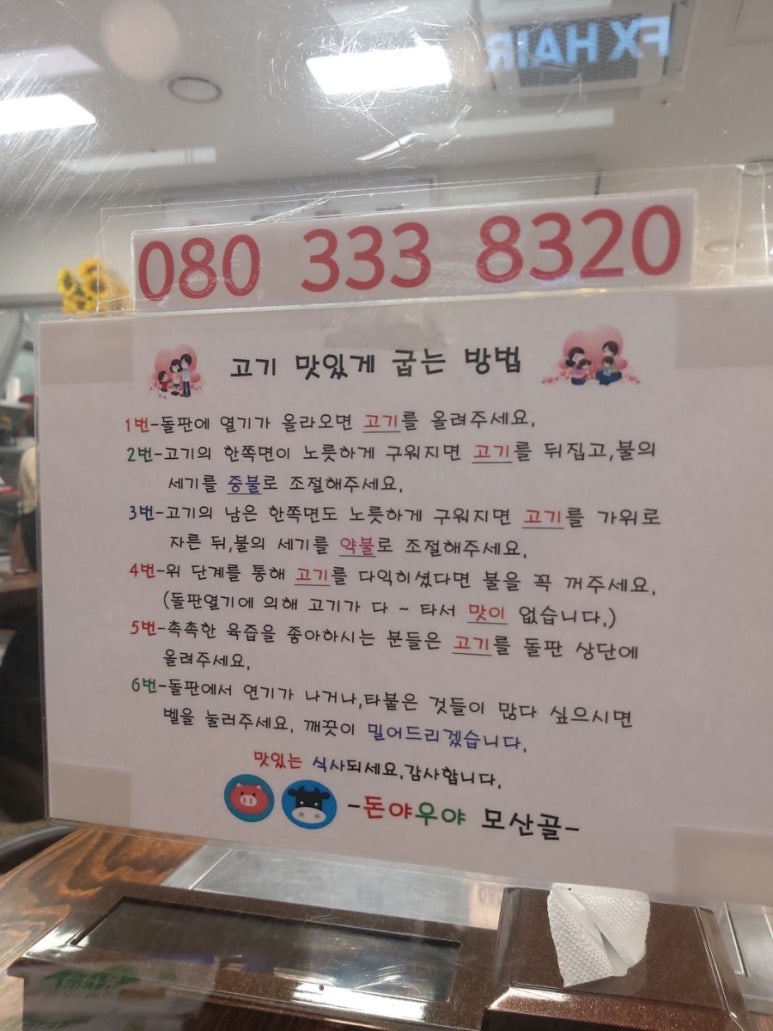 FX HAIR
080 333 8320
고기 맛있게 굽는 방법
1번-돌판에 열기가 올라오면 고기를 올려주세요.
2번-고기의 한쪽면이 노릇하게 구워지면 고기를 뒤집고,불의
세기를 중불로 조절해주세요.
3번-고기의 남은 한쪽면도 노릇하게 구워지면 고기를 가위로
자른 뒤,불의 세기를 약불로 조절해주세요.
4번-위 단계를 통해 고기를 다익히셨다면 불을 꼭 꺼주세요.
(돌판열기에 의해 고기가 다 ~ 타서 맛이 없습니다.)
5번-촉촉한 육즙을 좋아하시는 분들은 고기를 돌판 상단에
올려주세요.
6번-돌판에서 연기가 나거나,타붙은 것들이 많다 싶으시면
벨을 눌러주세요. 깨끗이 밀어드리겠습니다.
맛있는 식사되세요.감사합니다.
-돈야우야 모산골-